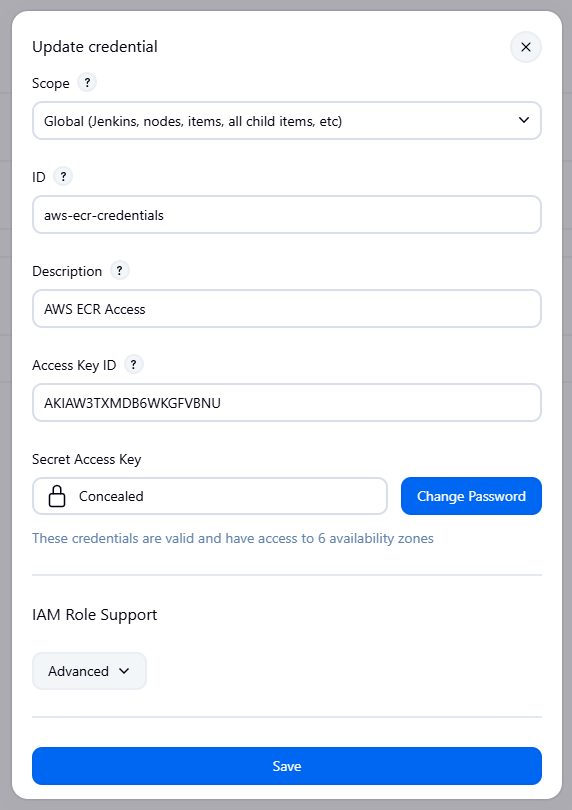 Update credential
Scope ?
Global (Jenkins, nodes, items, all child items, etc)
ID ?
aws-ecr-credentials
Description ?
AWS ECR Access
Access Key ID ?
AKIAW3TXMDB6WKGFVBNU
Secret Access Key
Concealed
Change Password
These credentials are valid and have access to 6 availability zones
IAM Role Support
Advanced
Save